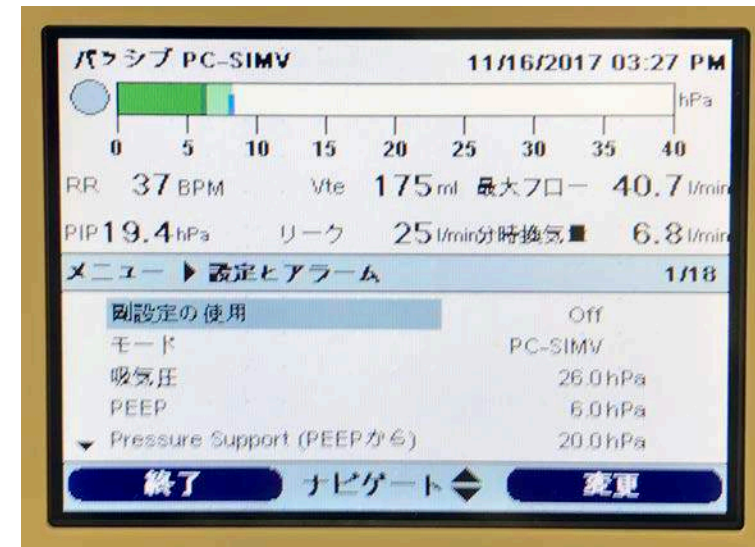 パッシブ PC-SIMV 11/16/2017 03:27 PM
hPa
0 5 10 15 20 25 30 35 40
RR 37 BPM Vte 175 ml 最大フロー 40.7 l/min
PIP 19.4 hPa リーク 25 l/min 分時換気量 6.8 l/min
メニュー ▶ 設定とアラーム 1/18
副設定の使用 Off
モード PC-SIMV
吸気圧 26.0 hPa
PEEP 6.0 hPa
Pressure Support (PEEPから) 20.0 hPa
終了 ナビゲート 変更